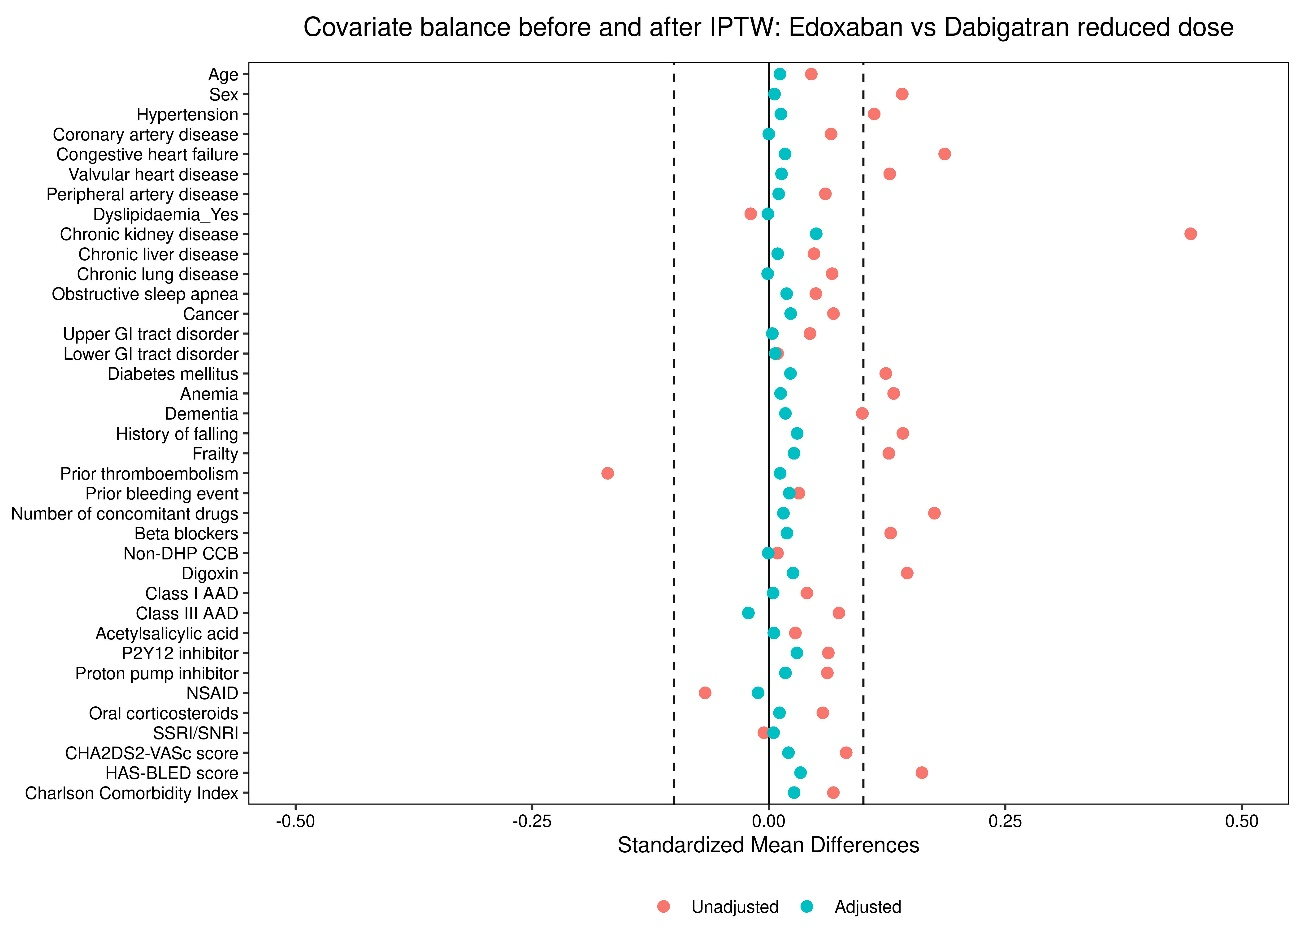 Covariate balance before and after IPTW: Edoxaban vs Dabigatran reduced dose
Age
Sex
Hypertension
Coronary artery disease
Congestive heart failure
Valvular heart disease
Peripheral artery disease
Dyslipidaemia_Yes
Chronic kidney disease
Chronic liver disease
Chronic lung disease
Obstructive sleep apnea
Cancer
Upper GI tract disorder
Lower GI tract disorder
Diabetes mellitus
Anemia
Dementia
History of falling
Frailty
Prior thromboembolism
Prior bleeding event
Number of concomitant drugs
Beta blockers
Non-DHP CCB
Digoxin
Class I AAD
Class III AAD
Acetylsalicylic acid
P2Y12 inhibitor
Proton pump inhibitor
NSAID
Oral corticosteroids
SSRI/SNRI
CHA2DS2-VASc score
HAS-BLED score
Charlson Comorbidity Index
-0.50 -0.25 0.00 0.25 0.50
Standardized Mean Differences
Unadjusted Adjusted